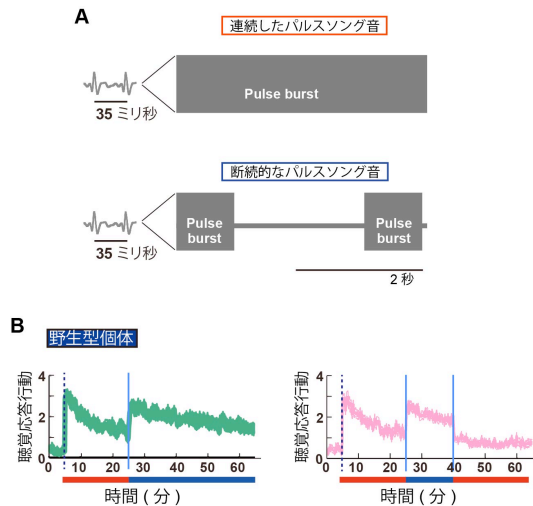 A
連続したパルスソング音
Pulse burst
35 ミリ秒
断続的なパルスソング音
Pulse
burst
Pulse
burst
35 ミリ秒
2 秒
B
野生型個体
聴覚応答行動
4
2
0
0 10 20 30 40 50 60
時間 ( 分 )
聴覚応答行動
4
2
0
0 10 20 30 40 50 60
時間 ( 分 )